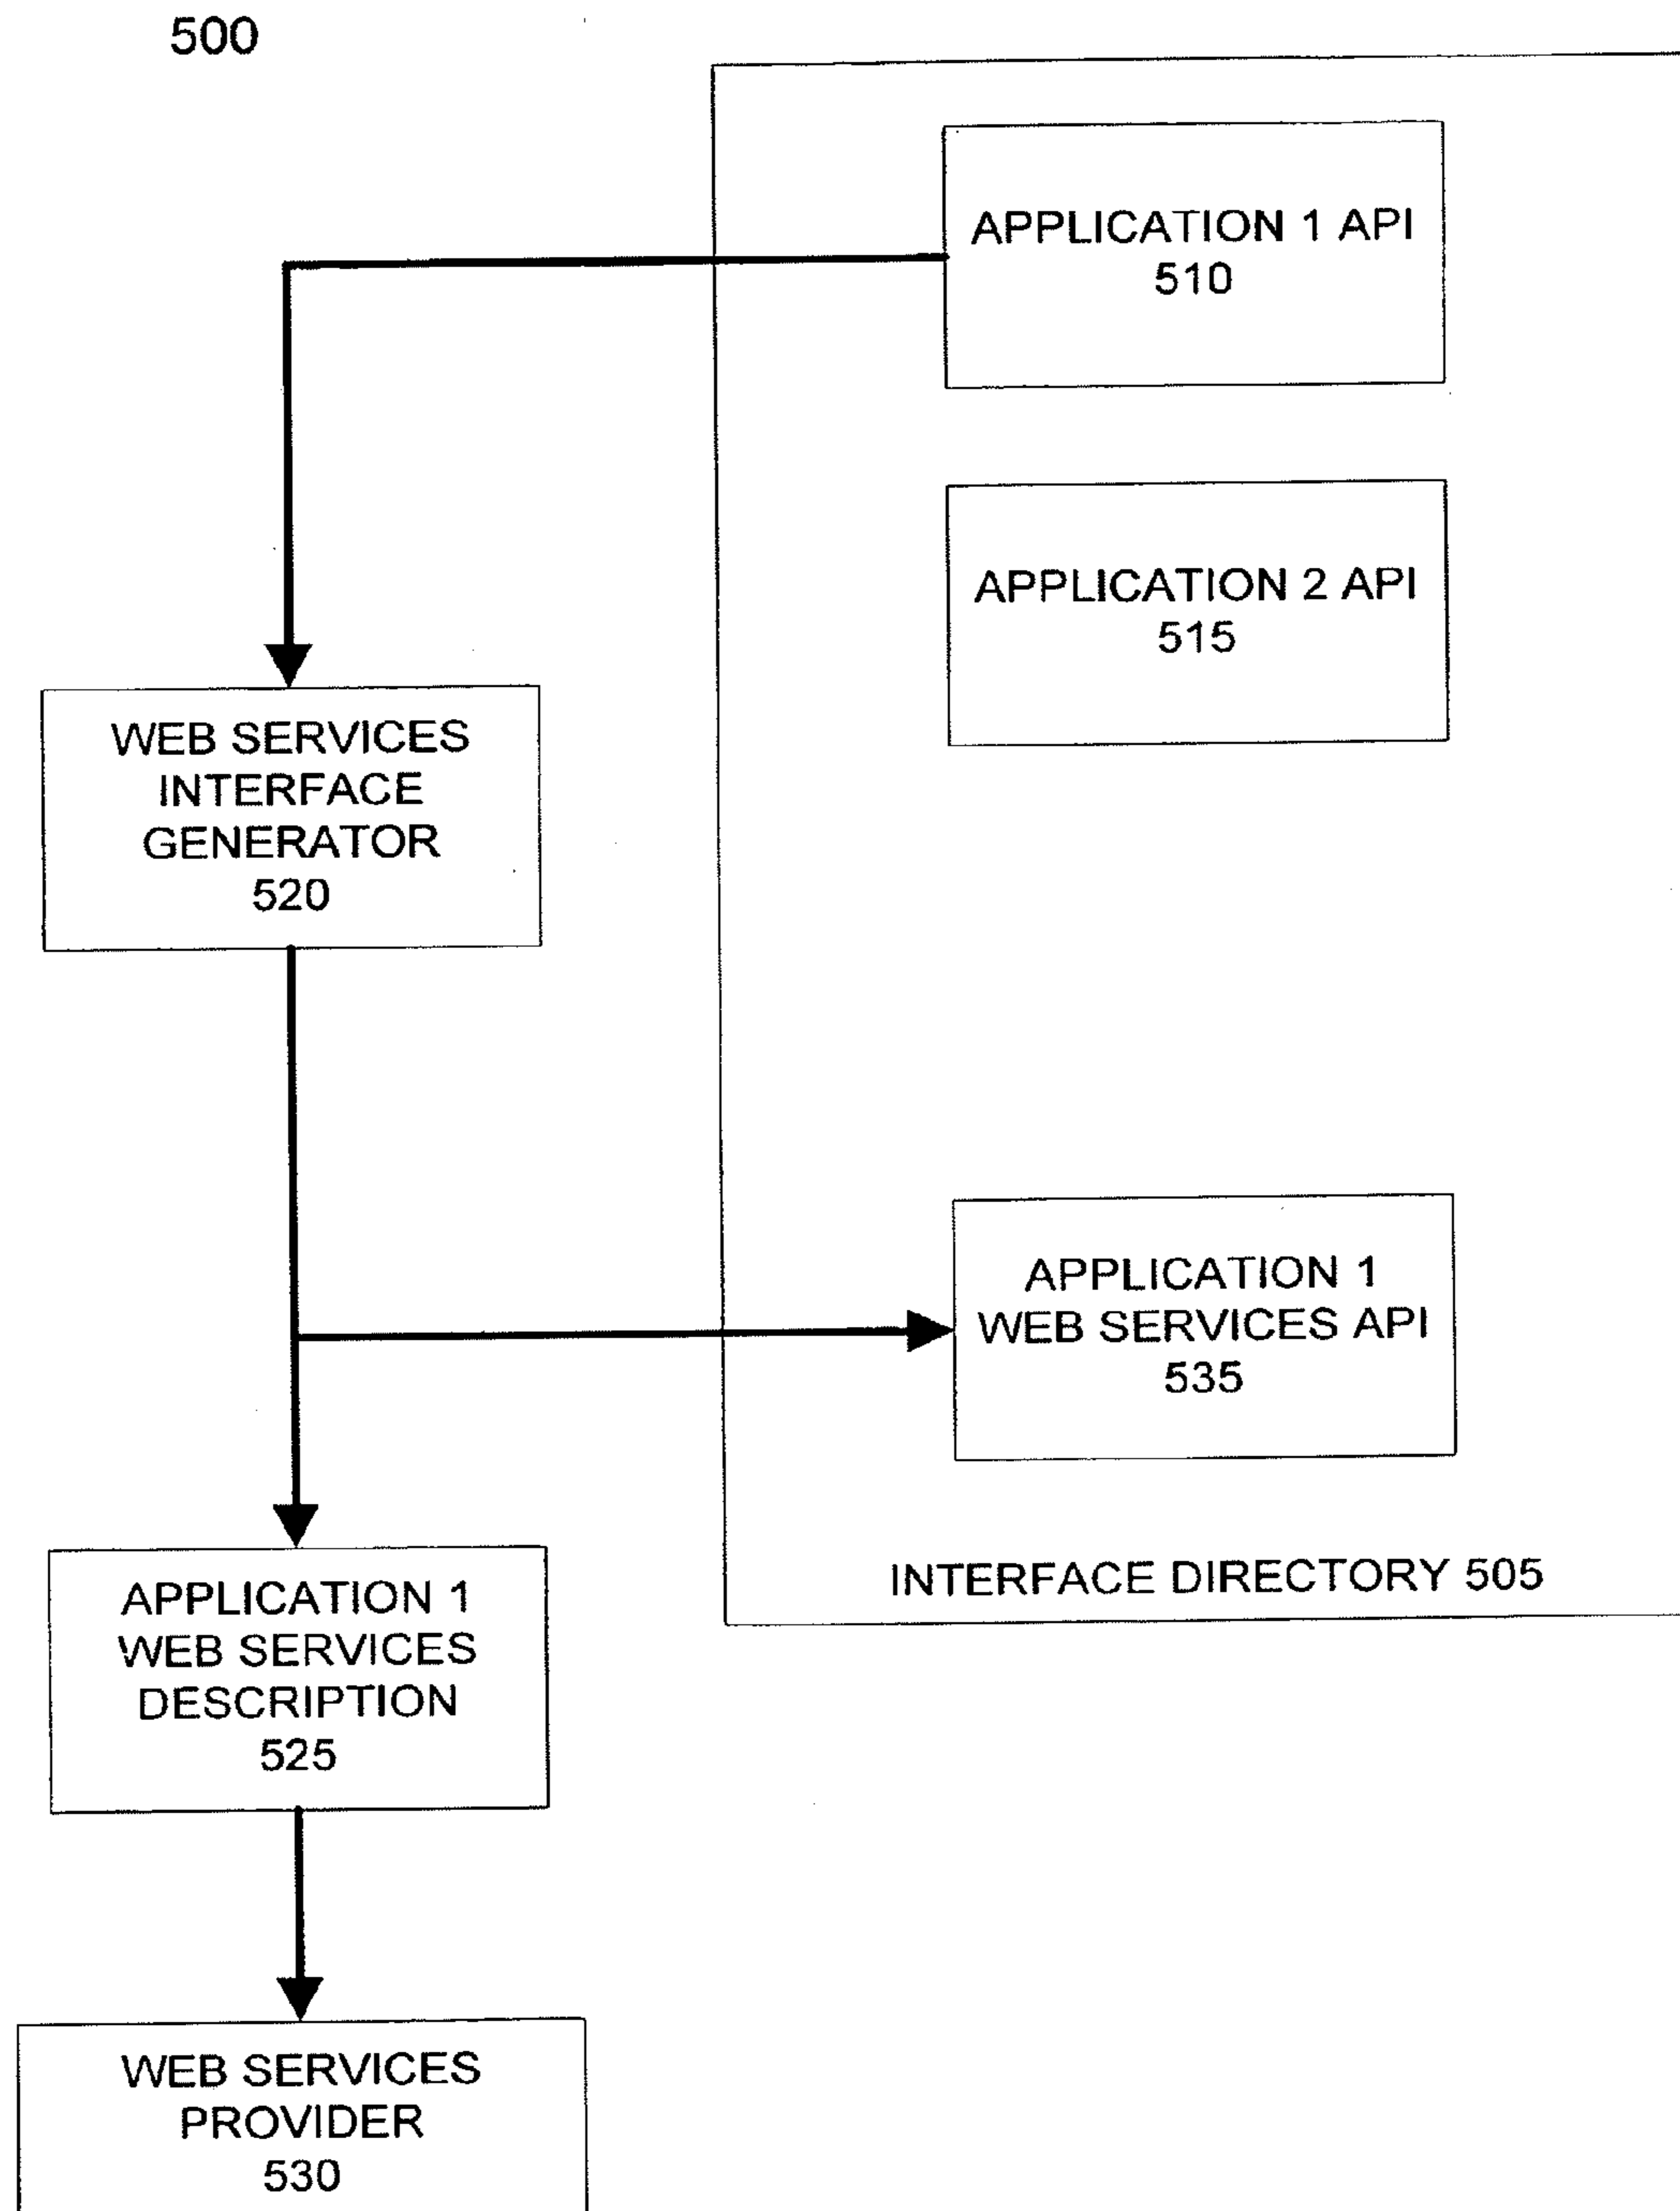 500
APPLICATION 1 API
510
APPLICATION 2 API
515
WEB SERVICES
INTERFACE
GENERATOR
520
APPLICATION 1
WEB SERVICES API
535
INTERFACE DIRECTORY 505
APPLICATION 1
WEB SERVICES
DESCRIPTION
525
WEB SERVICES
PROVIDER
530